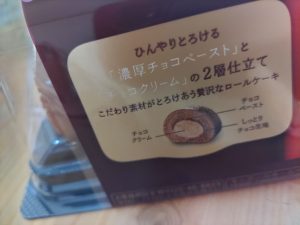 ひんやりとろける
「濃厚チョコペースト」と
「チョコクリーム」の2層仕立て
こだわり素材がとろけあう贅沢なロールケーキ
チョコ
ペースト
チョコ
クリーム
しっとり
チョコ生地